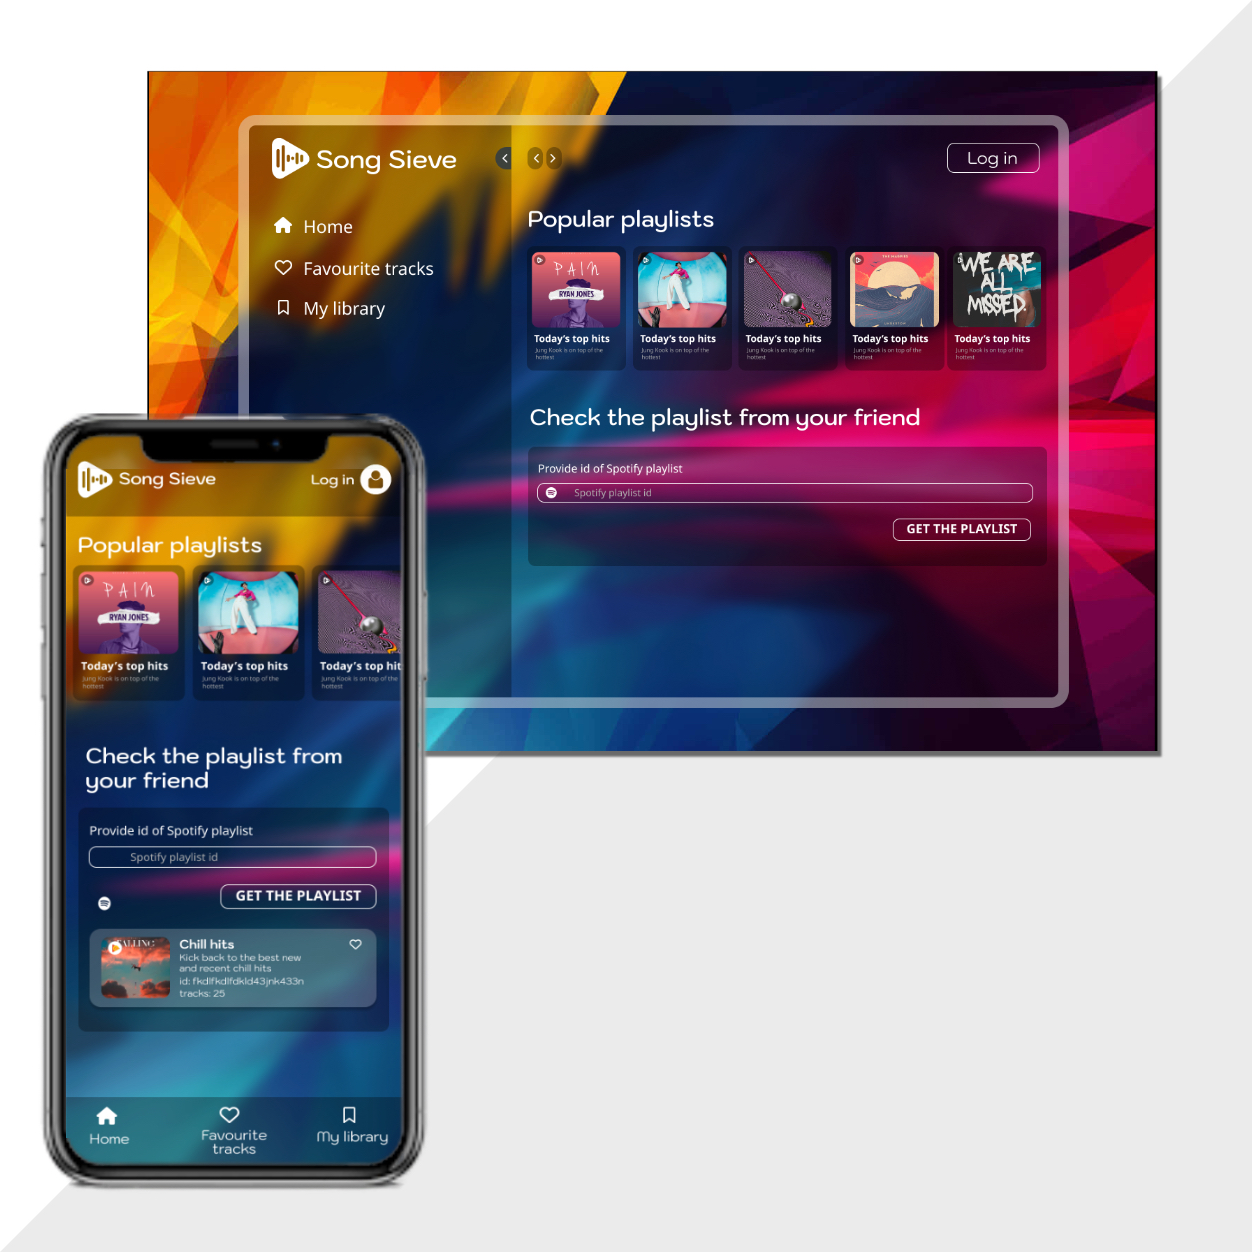 Song Sieve
Log in
Home
Favourite tracks
My library
Popular playlists
PAIN
RYAN JONES
THE MARRIES
WE ARE
ALL
MISSED.
Today's top hits
Jung Kook is on top of the
hottest
Today's top hits
Jung Kook is on top of the
hottest
Today's top hits
Jung Kook is on top of the
hottest
Today's top hits
Jung Kook is on top of the
hottest
Today's top hits
Jung Kook is on top of the
hottest
Check the playlist from your friend
Provide id of Spotify playlist
Spotify playlist id
GET THE PLAYLIST
Song Sieve
Log in
Popular playlists
PAIN
RYAN JONES
Today's top hits
Jung Kook is on top of the
hottest
Today's top hits
Jung Kook is on top of the
hottest
Today's top hit
Jung Kook is on top of the
hottest
Check the playlist from
your friend
Provide id of Spotify playlist
Spotify playlist id
GET THE PLAYLIST
FALLING
Chill hits
Kick back to the best new
and recent chill hits
id: fkdlfkdlfdkld43jnk433n
tracks: 25
Home
Favourite
tracks
My library